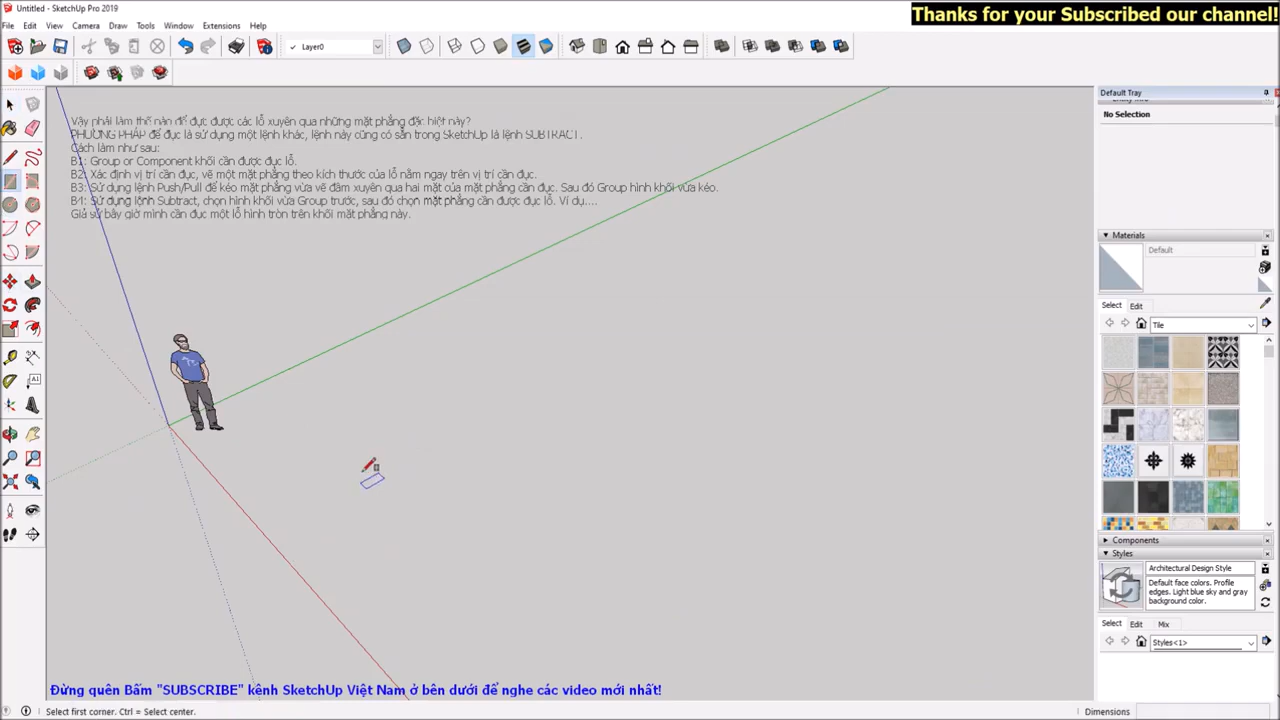 Untitled - SketchUp Pro 2019
Thanks for your Subscribed our channel!
File Edit View Camera Draw Tools Window Extensions Help
Layer0
Default Tray
No Selection
Vậy phải làm thế nào để đục được các lỗ xuyên qua những mặt phẳng như thế này?
PHƯƠNG PHÁP để đục là sử dụng một lệnh khác, lệnh này cũng có sẵn trong SketchUp là lệnh SUBTRACT.
Cách làm như sau:
B1: Group or Component khối cần được đục lỗ.
B2: Xác định vị trí cần đục, vẽ một mặt phẳng theo kích thước của lỗ nằm ngay trên vị trí cần đục.
B3: Sử dụng lệnh Push/Pull để kéo mặt phẳng vừa vẽ đâm xuyên qua hai mặt của mặt phẳng cần đục. Sau đó Group hình khối vừa kéo.
B4: Sử dụng lệnh Subtract, chọn hình khối vừa Group trước, sau đó chọn mặt phẳng cần được đục lỗ. Ví dụ....
Giả sử bây giờ mình cần đục một lỗ hình tròn trên khối mặt phẳng này.
Materials
Default
Select Edit
Tile
Components
Styles
Architectural Design Style
Default face colors. Profile
edges. Light blue sky and gray
background color.
Select Edit Mix
Styles<1>
Đừng quên Bấm "SUBSCRIBE" kênh SketchUp Việt Nam ở bên dưới để nghe các video mới nhất!
Select first corner. Ctrl = Select center.
Dimensions